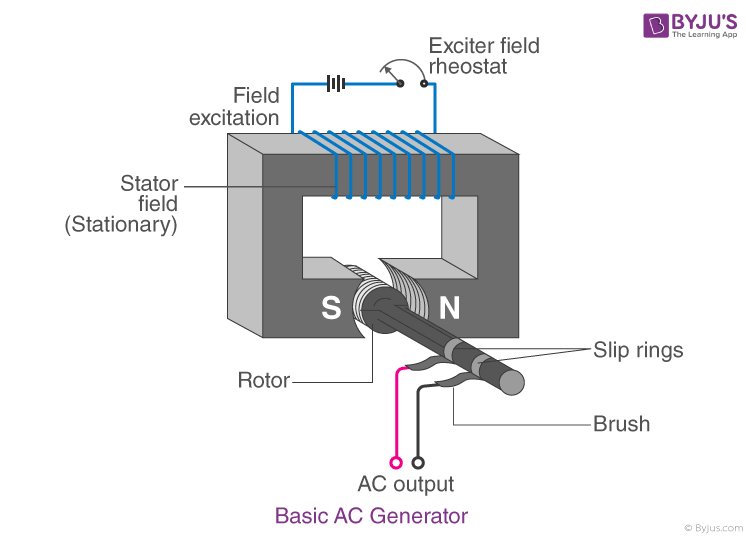 BYJU'S
The Learning App
Exciter field
rheostat
Field
excitation
Stator
field
(Stationary)
S
N
Slip rings
Rotor
Brush
AC output
Basic AC Generator
© Byjus.com